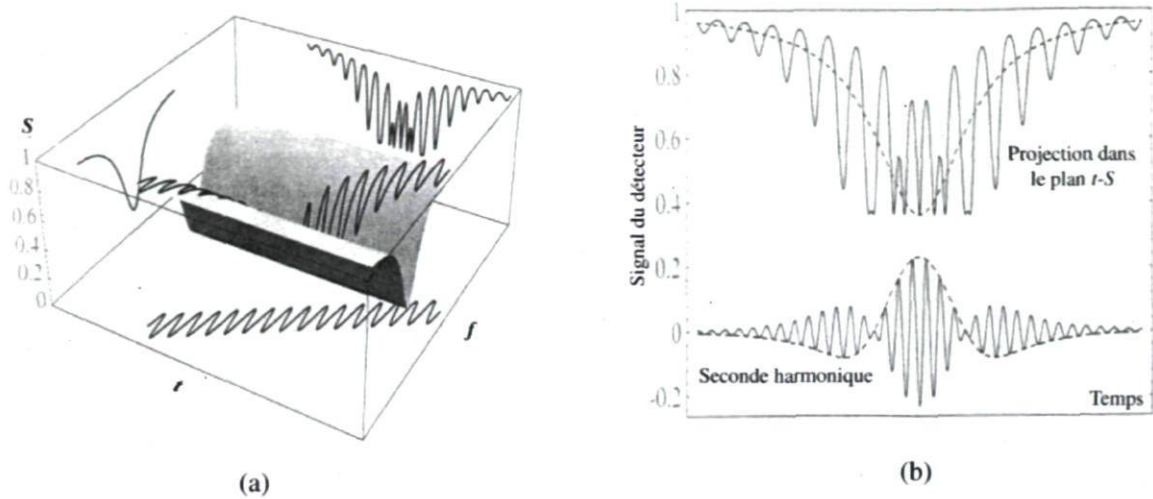 S
1
0.8
0.6
0.4
0.2
0
t
f
(a)
1
0.8
0.6
0.4
0.2
0
-0.2
Signal du détecteur
Projection dans
le plan t-S
Seconde harmonique
Temps
(b)